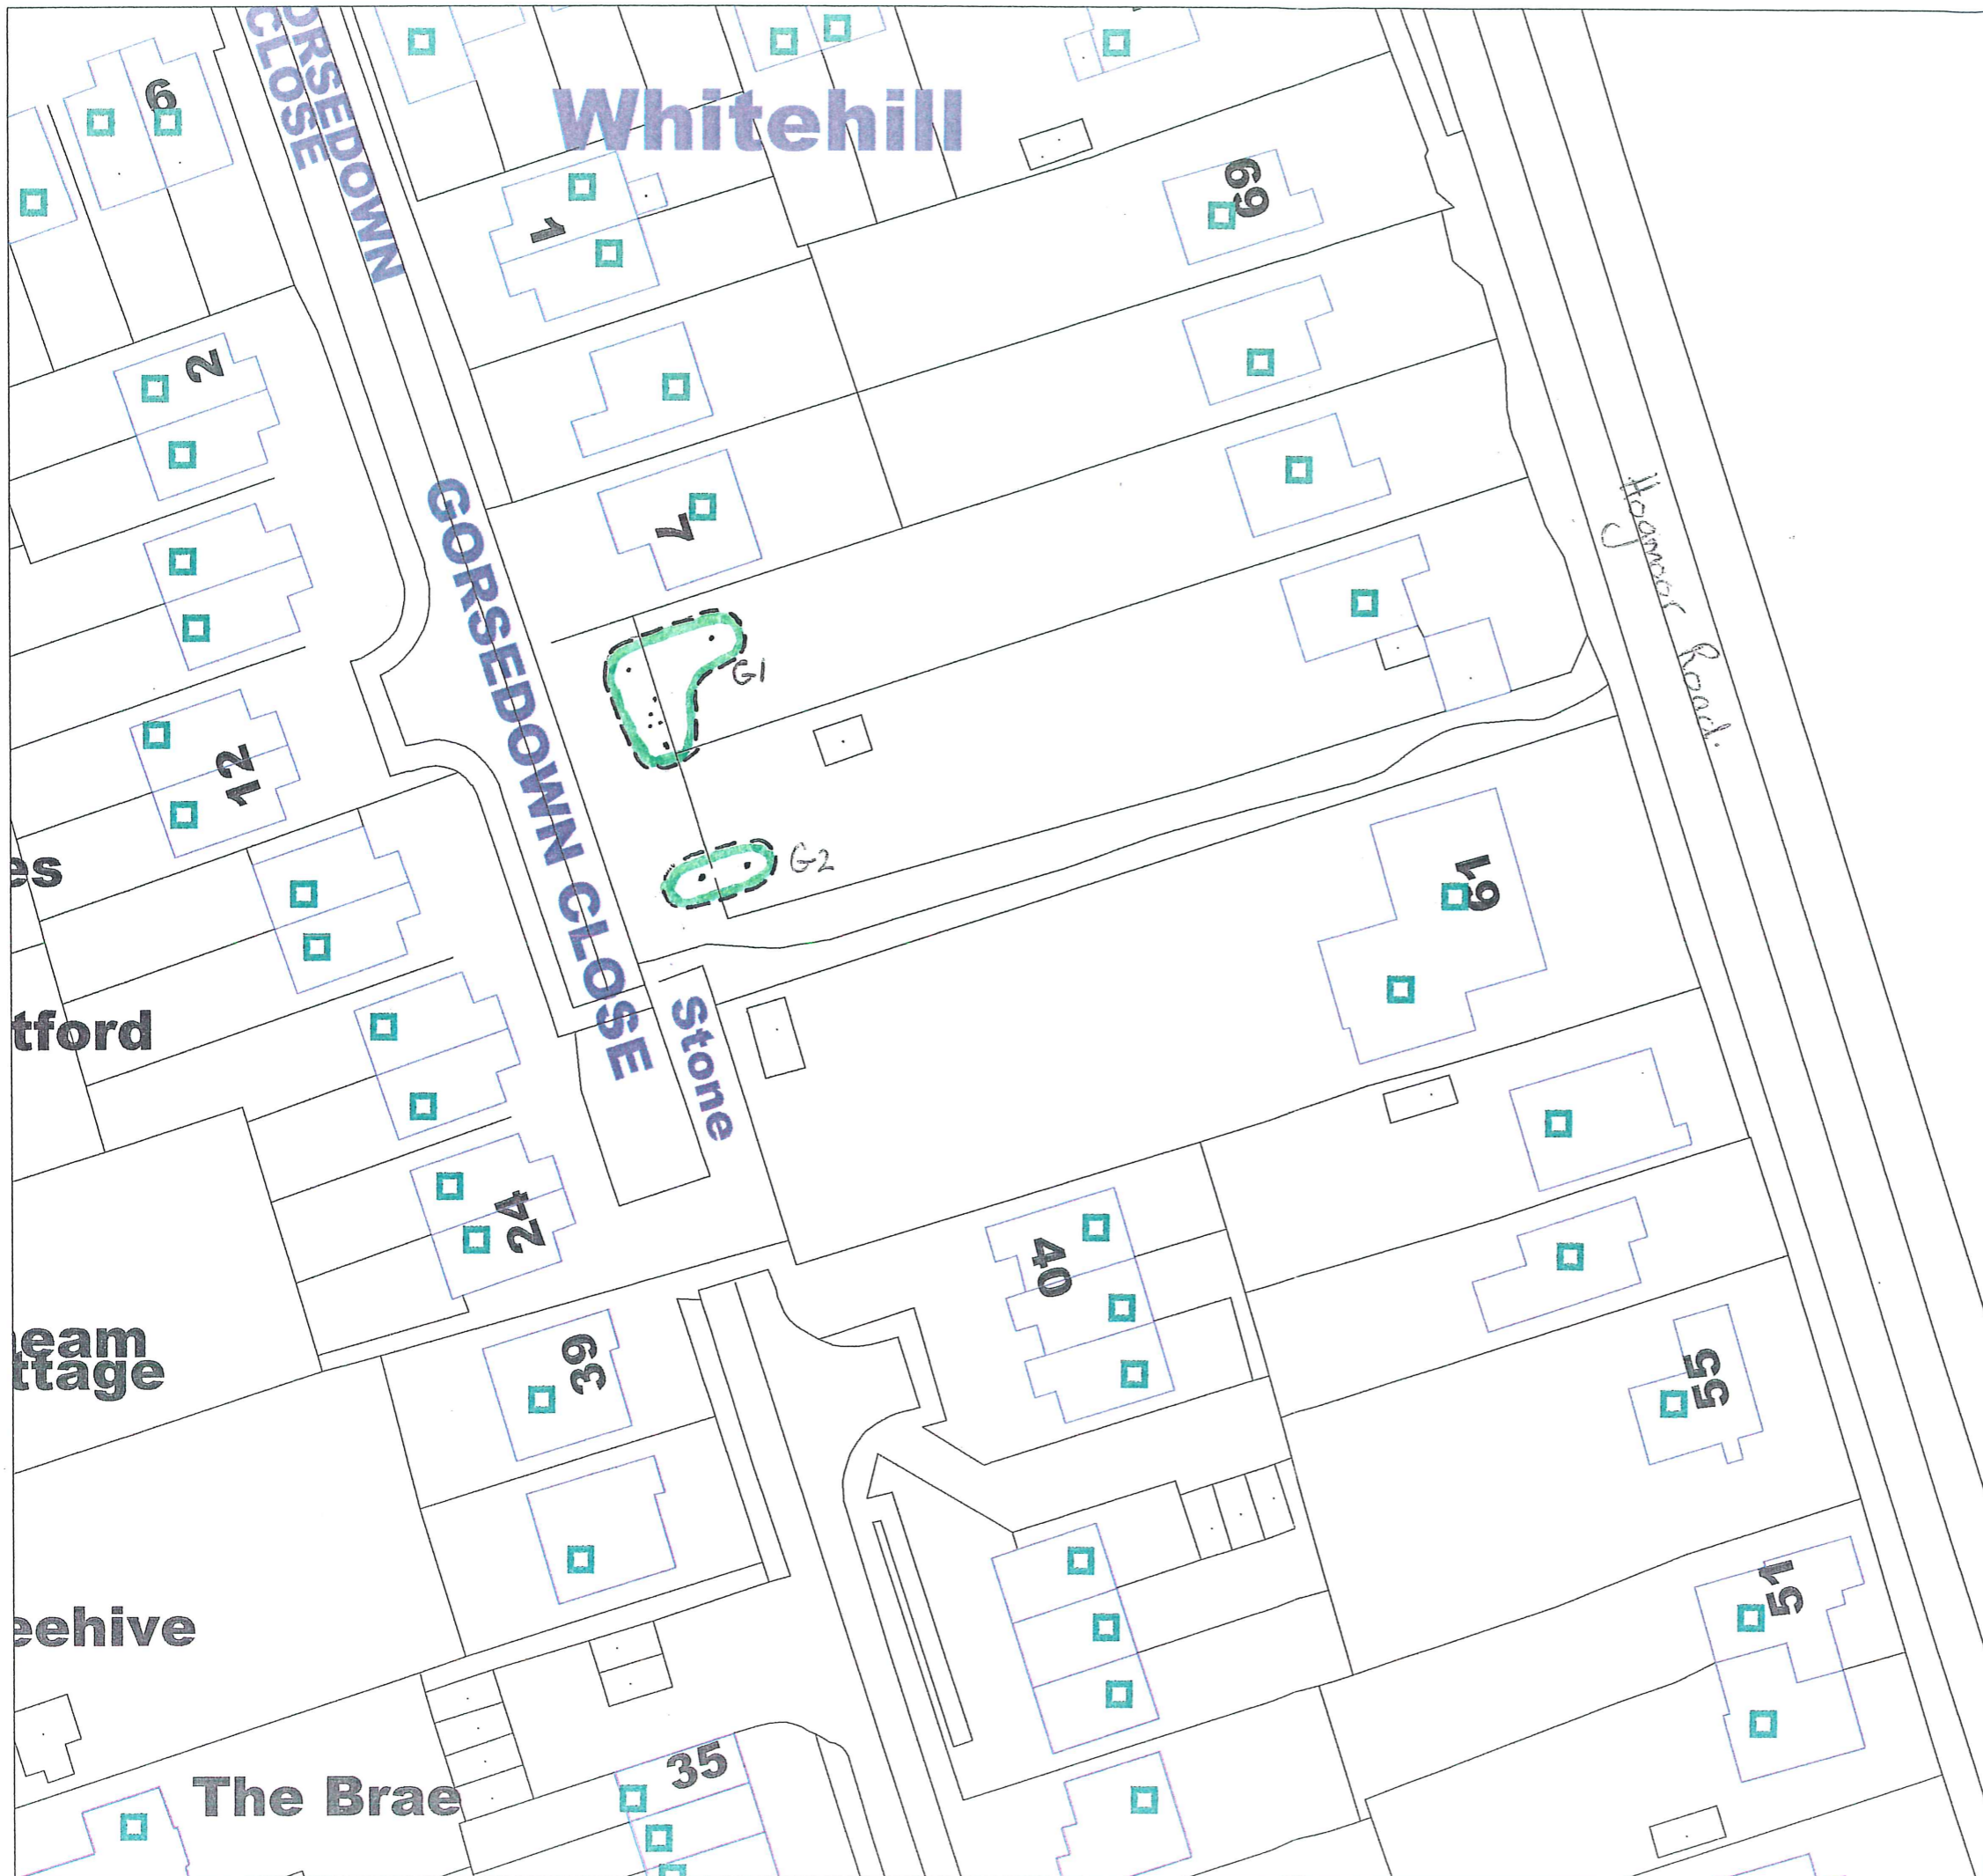 ORSEDOWN
CLOSE
6
Whitehill
69
1
2
7
GORSEDOWN CLOSE
Hogmoor Road.
G1
12
G2
es
61
tford
Stone
24
40
39
eam
ttage
55
eehive
51
35
The Brae